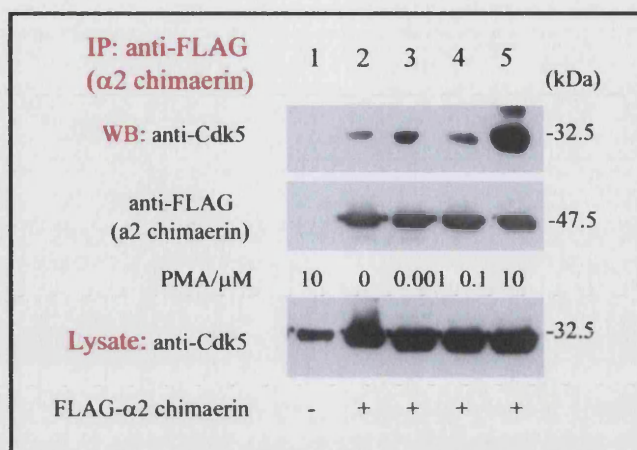 IP: anti-FLAG 1 2 3 4 5
(α2 chimaerin) (kDa)
WB: anti-Cdk5 -32.5
anti-FLAG
(a2 chimaerin) -47.5
PMA/μM 10 0 0.001 0.1 10
Lysate: anti-Cdk5 -32.5
FLAG-α2 chimaerin - + + + +